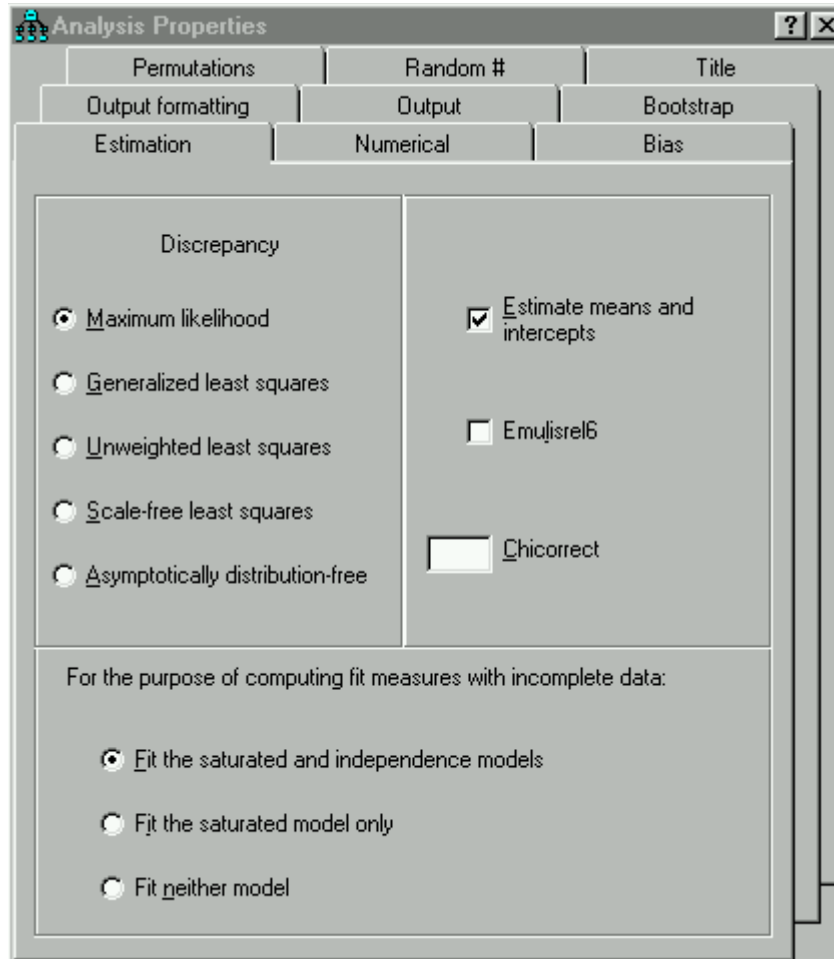 Analysis Properties
Permutations
Random #
Title
Output formatting
Output
Bootstrap
Estimation
Numerical
Bias
Discrepancy
Maximum likelihood
Generalized least squares
Unweighted least squares
Scale-free least squares
Asymptotically distribution-free
Estimate means and
intercepts
Emulisrel6
Chicorrect
For the purpose of computing fit measures with incomplete data:
Fit the saturated and independence models
Fit the saturated model only
Fit neither model